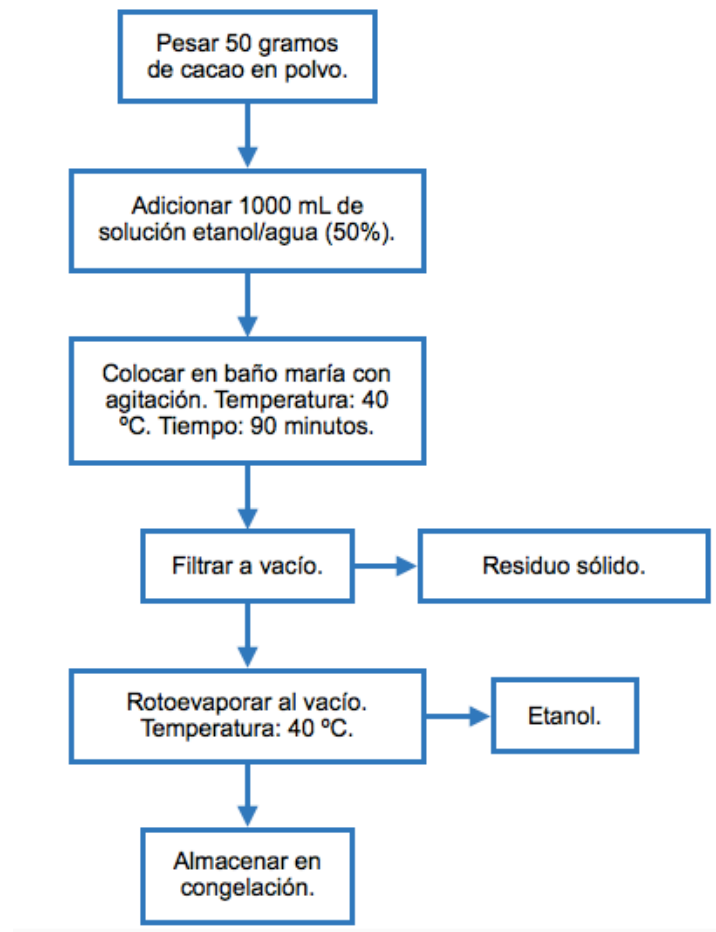 Pesar 50 gramos
de cacao en polvo.
Adicionar 1000 mL de
solución etanol/agua (50%).
Colocar en baño maría con
agitación. Temperatura: 40
ºC. Tiempo: 90 minutos.
Filtrar a vacío.
Residuo sólido.
Rotoevaporar al vacío.
Temperatura: 40 ºC.
Etanol.
Almacenar en
congelación.